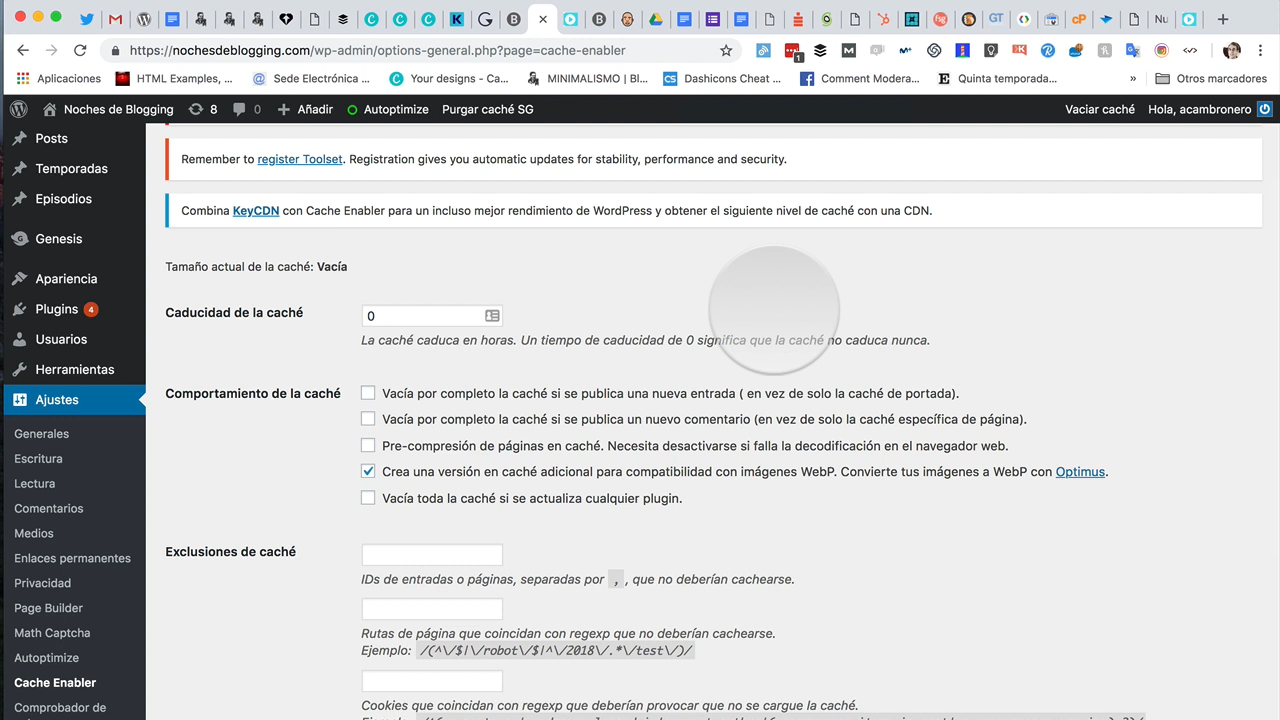 https://nochesdeblogging.com/wp-admin/options-general.php?page=cache-enabler
Aplicaciones
HTML Examples, ...
Sede Electrónica ...
Your designs - Ca...
MINIMALISMO | Bl...
Dashicons Cheat ...
Comment Modera...
Quinta temporada...
»
Otros marcadores
Noches de Blogging
8
0
Añadir
Autoptimize
Purgar caché SG
Vaciar caché
Hola, acambronero
Posts
Temporadas
Episodios
Genesis
Apariencia
Plugins 4
Usuarios
Herramientas
Ajustes
Generales
Escritura
Lectura
Comentarios
Medios
Enlaces permanentes
Privacidad
Page Builder
Math Captcha
Autoptimize
Cache Enabler
Comprobador de
Remember to register Toolset. Registration gives you automatic updates for stability, performance and security.
Combina KeyCDN con Cache Enabler para un incluso mejor rendimiento de WordPress y obtener el siguiente nivel de caché con una CDN.
Tamaño actual de la caché: Vacía
Caducidad de la caché
0
La caché caduca en horas. Un tiempo de caducidad de 0 significa que la caché no caduca nunca.
Comportamiento de la caché
Vacía por completo la caché si se publica una nueva entrada ( en vez de solo la caché de portada).
Vacía por completo la caché si se publica un nuevo comentario (en vez de solo la caché específica de página).
Pre-compresión de páginas en caché. Necesita desactivarse si falla la decodificación en el navegador web.
Crea una versión en caché adicional para compatibilidad con imágenes WebP. Convierte tus imágenes a WebP con Optimus.
Vacía toda la caché si se actualiza cualquier plugin.
Exclusiones de caché
IDs de entradas o páginas, separadas por , , que no deberían cachearse.
Rutas de página que coincidan con regexp que no deberían cachearse.
Ejemplo: /(^\/$|\/robot\/$|^\/2018\/.*\/test\/)/
Cookies que coincidan con regexp que deberían provocar que no se cargue la caché.